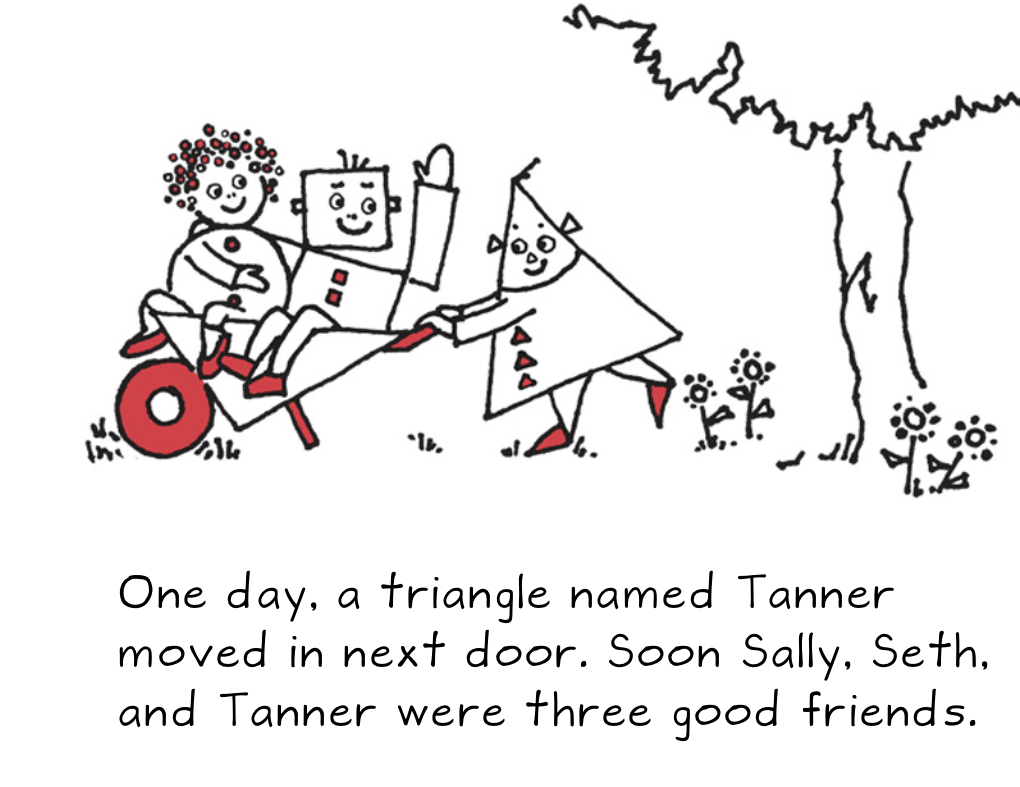 One day, a triangle named Tanner
moved in next door. Soon Sally, Seth,
and Tanner were three good friends.